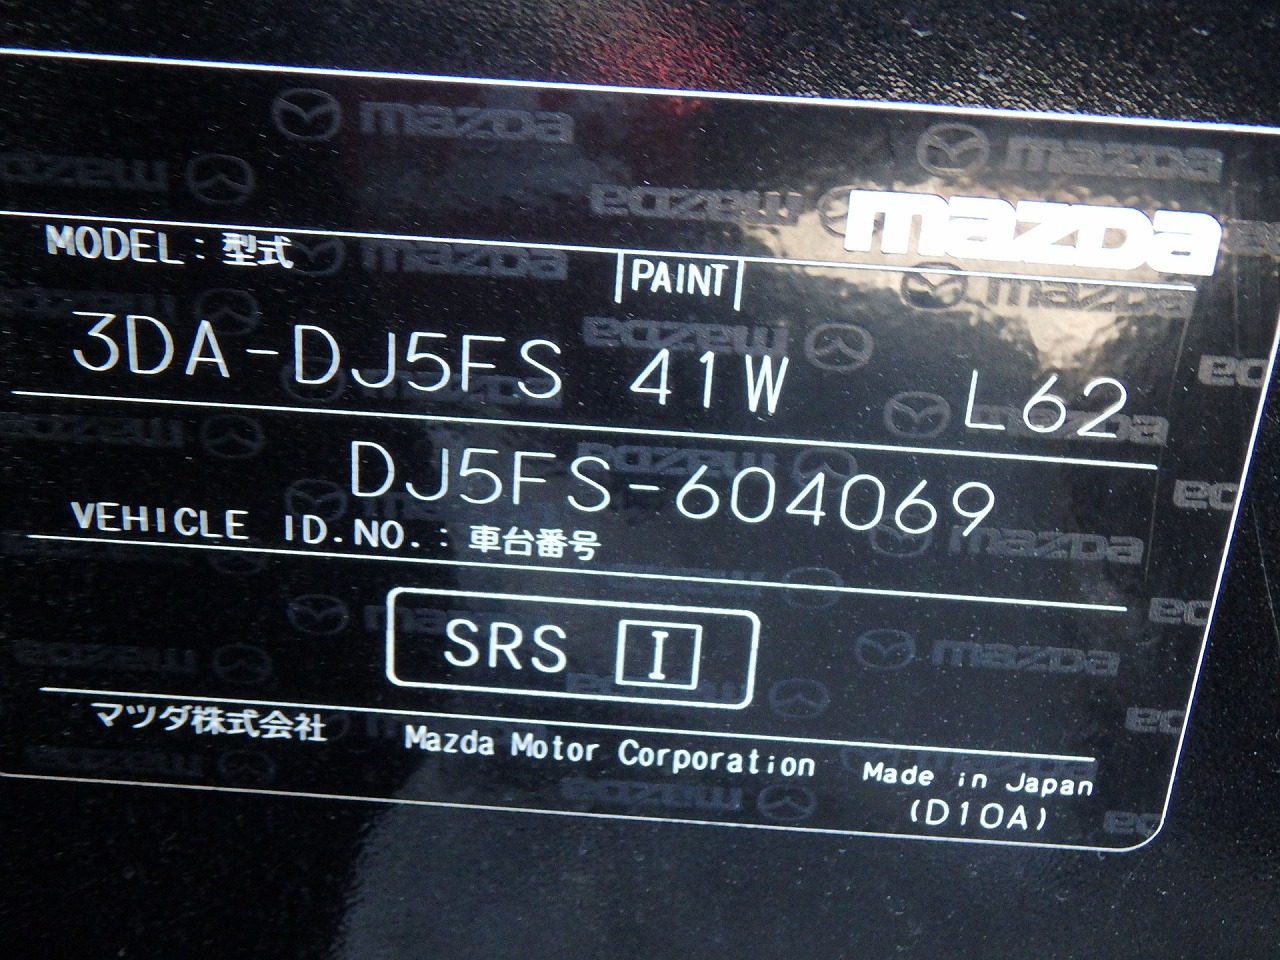 mazda
MODEL : 型式
PAINT
3DA-DJ5FS 41W L62
DJ5FS-604069
VEHICLE ID.NO. : 車台番号
SRS I
マツダ株式会社 Mazda Motor Corporation Made in Japan
(D10A)